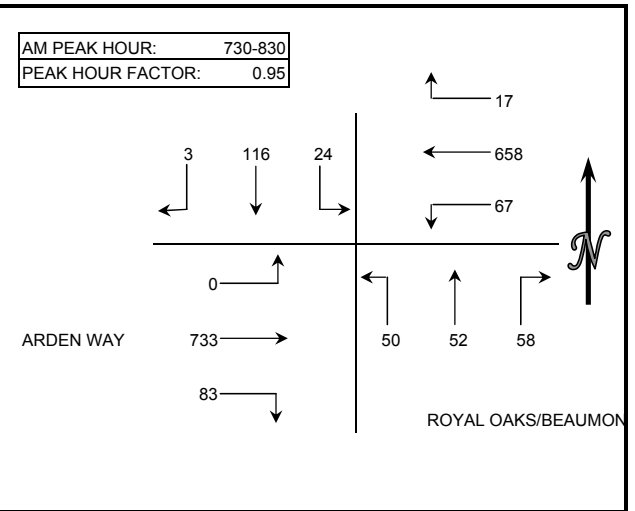 AM PEAK HOUR: 730-830
PEAK HOUR FACTOR: 0.95
17
3 116 24 658
67
N
0
ARDEN WAY 733 50 52 58
83
ROYAL OAKS/BEAUMON